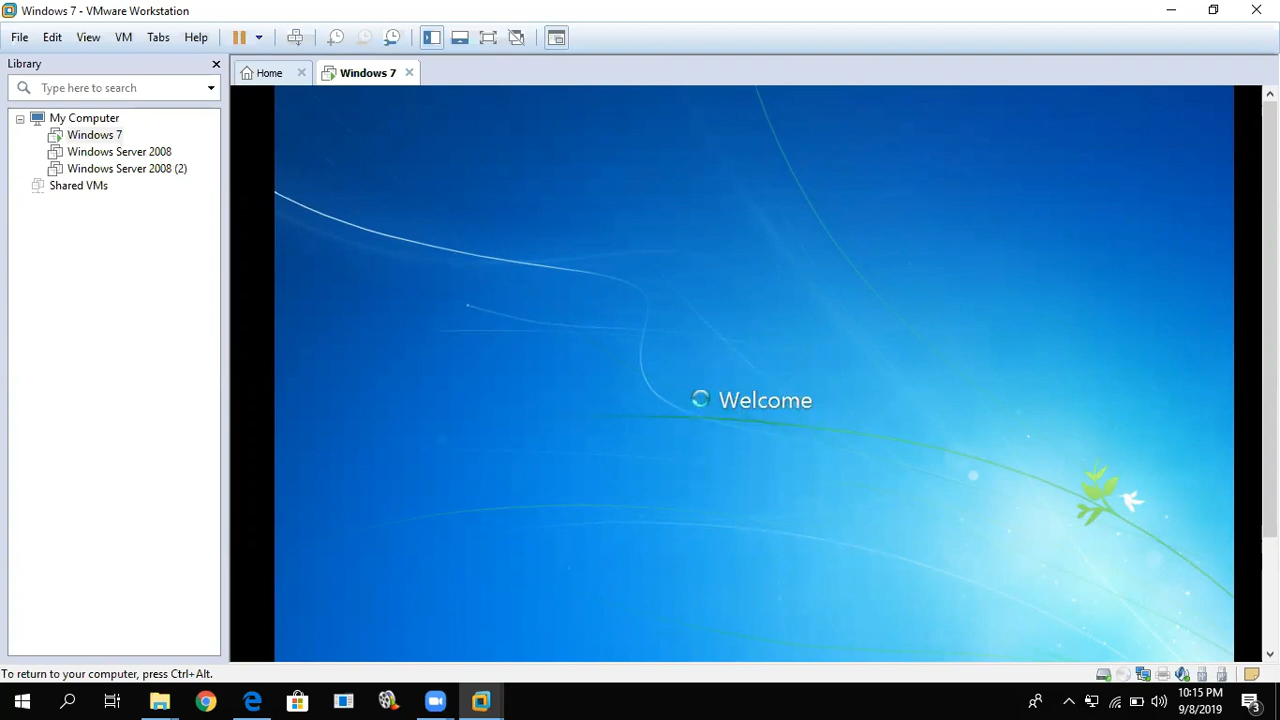 Windows 7 - VMware Workstation
File Edit View VM Tabs Help
Library
Type here to search
Home
Windows 7
My Computer
Windows 7
Windows Server 2008
Windows Server 2008 (2)
Shared VMs
Welcome
To return to your computer, press Ctrl+Alt.
10:15 PM
9/8/2019
3